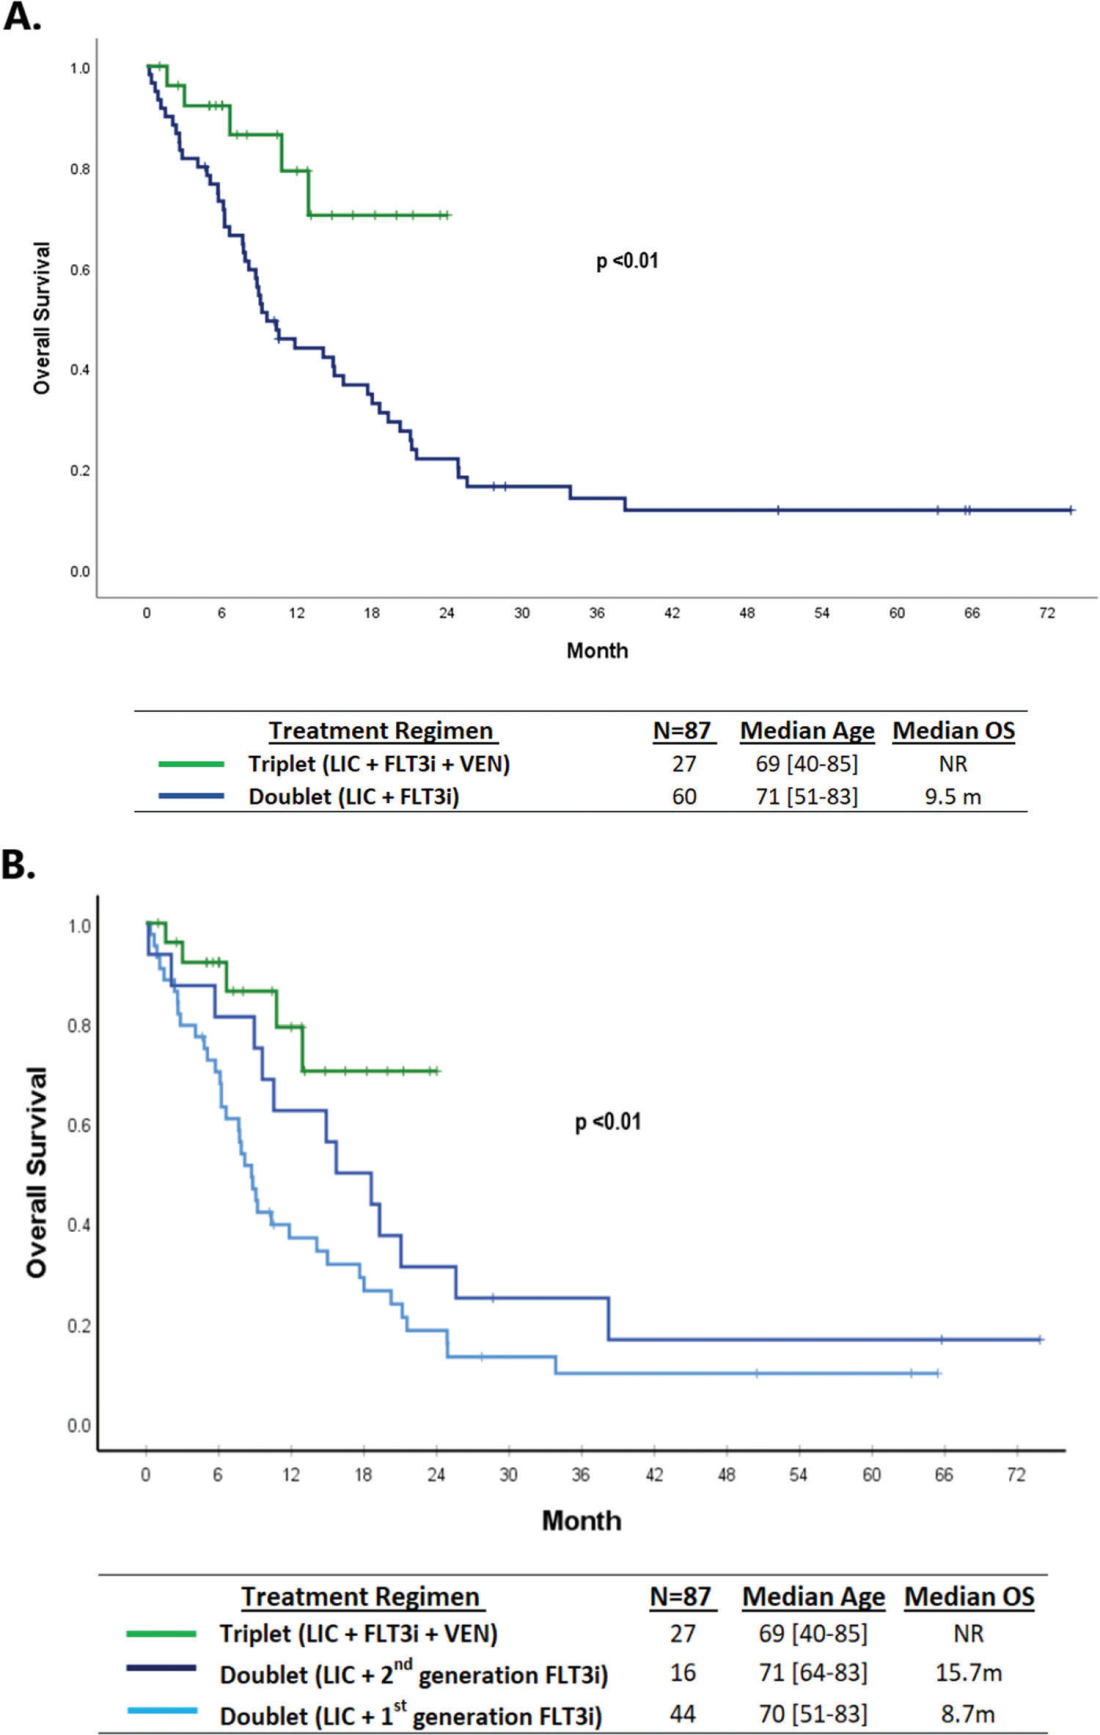 A.
1.0
0.8
0.6
0.4
0.2
0.0
Overall Survival
p <0.01
0 6 12 18 24 30 36 42 48 54 60 66 72
Month
Treatment Regimen N=87 Median Age Median OS
Triplet (LIC + FLT3i + VEN) 27 69 [40-85] NR
Doublet (LIC + FLT3i) 60 71 [51-83] 9.5 m
B.
1.0
0.8
0.6
0.4
0.2
0.0
Overall Survival
p <0.01
0 6 12 18 24 30 36 42 48 54 60 66 72
Month
Treatment Regimen N=87 Median Age Median OS
Triplet (LIC + FLT3i + VEN) 27 69 [40-85] NR
Doublet (LIC + 2nd generation FLT3i) 16 71 [64-83] 15.7m
Doublet (LIC + 1st generation FLT3i) 44 70 [51-83] 8.7m